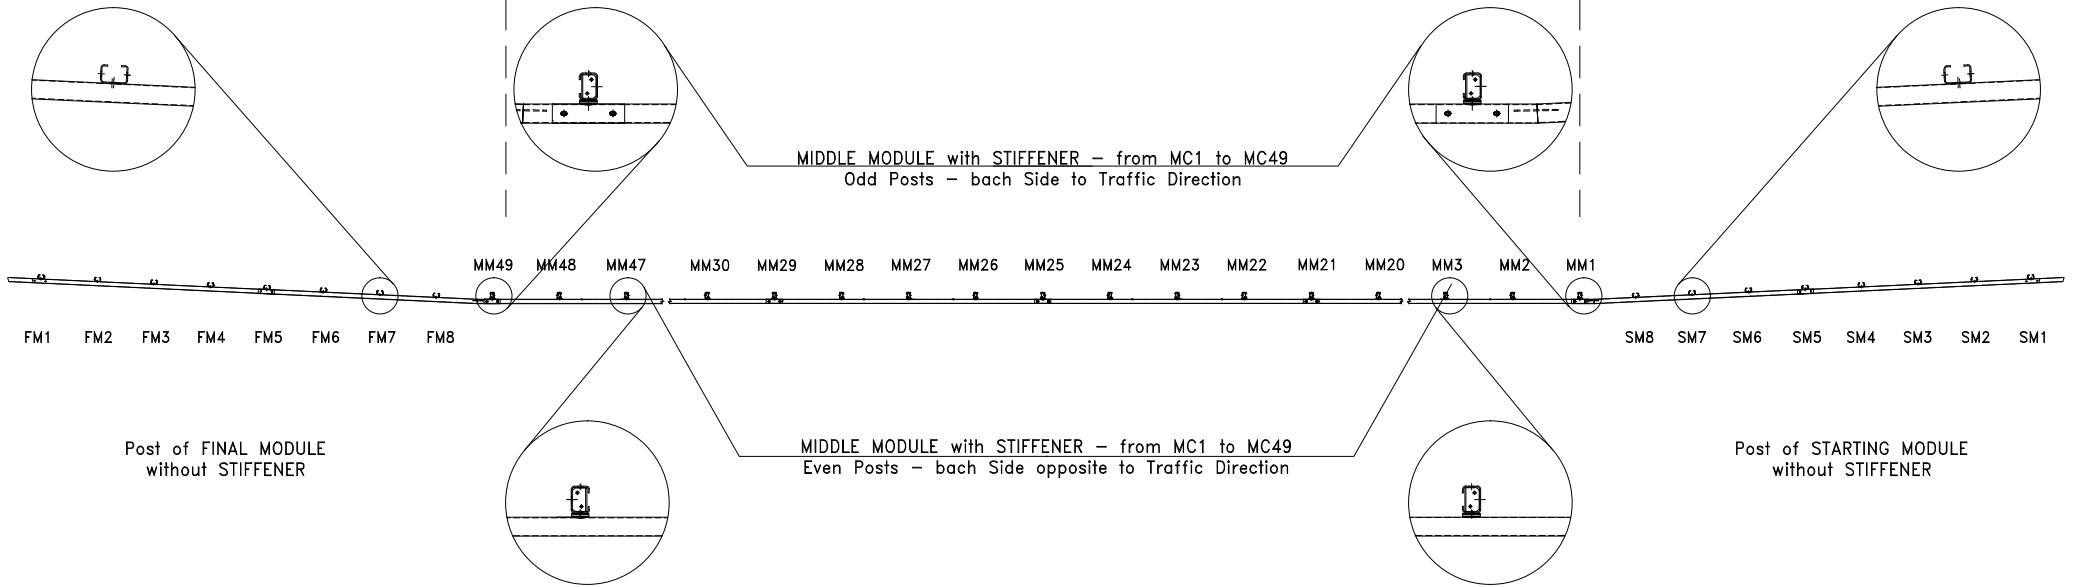 MIDDLE MODULE with STIFFENER - from MC1 to MC49
Odd Posts - bach Side to Traffic Direction
MM49 MM48 MM47 MM30 MM29 MM28 MM27 MM26 MM25 MM24 MM23 MM22 MM21 MM20 MM3 MM2 MM1
FM1 FM2 FM3 FM4 FM5 FM6 FM7 FM8 SM8 SM7 SM6 SM5 SM4 SM3 SM2 SM1
Post of FINAL MODULE
without STIFFENER
MIDDLE MODULE with STIFFENER - from MC1 to MC49
Even Posts - bach Side opposite to Traffic Direction
Post of STARTING MODULE
without STIFFENER